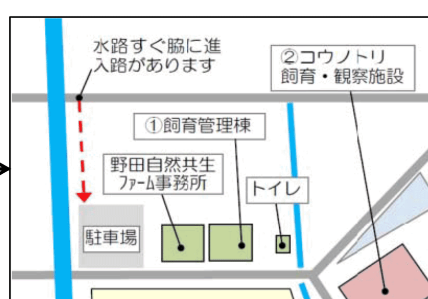 水路すぐ脇に進
入路があります
②コウノトリ
飼育・観察施設
①飼育管理棟
野田自然共生
ファーム事務所
トイレ
駐車場